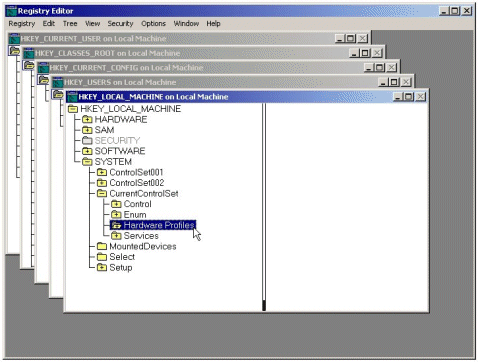 Registry Editor
Registry Edit Tree View Security Options Window Help
HKEY_CURRENT_USER on Local Machine
HKEY_CLASSES_ROOT on Local Machine
HKEY_CURRENT_CONFIG on Local Machine
HKEY_USERS on Local Machine
HKEY_LOCAL_MACHINE on Local Machine
HKEY_LOCAL_MACHINE
HARDWARE
SAM
SECURITY
SOFTWARE
SYSTEM
ControlSet001
ControlSet002
CurrentControlSet
Control
Enum
Hardware Profiles
Services
MountedDevices
Select
Setup